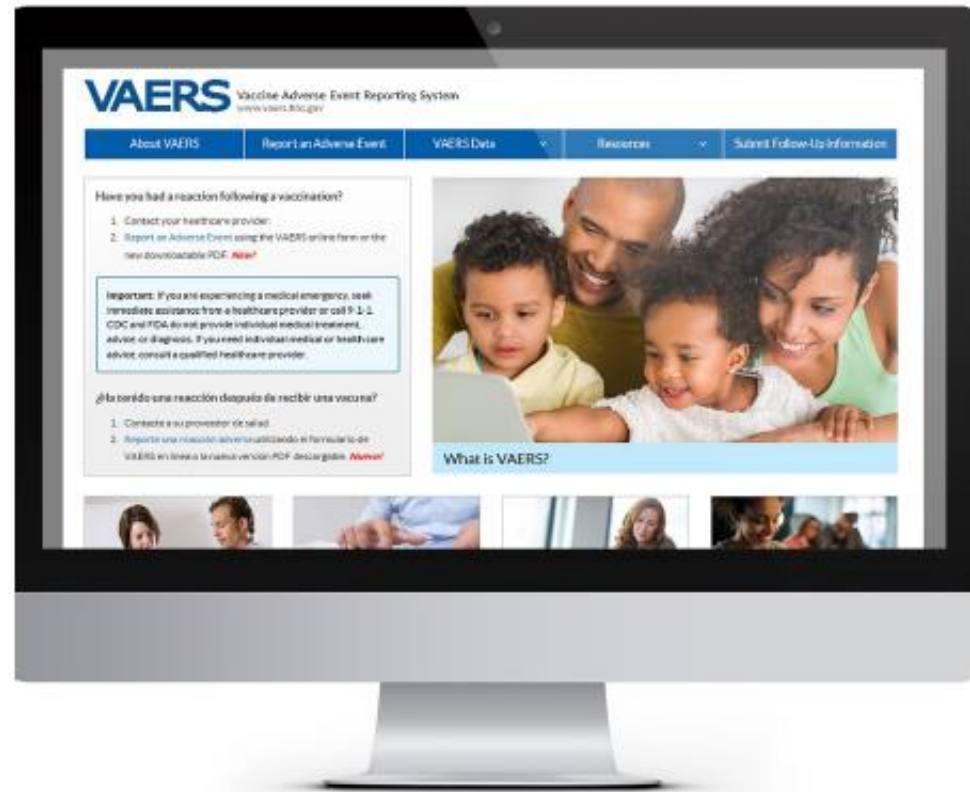 VAERS Vaccine Adverse Event Reporting System
www.vaers.hhs.gov
About VAERS
Report an Adverse Event
VAERS Data
Resources
Submit Follow-Up Information
Have you had a reaction following a vaccination?
1. Contact your healthcare provider.
2. Report an Adverse Event using the VAERS online form or the
new downloadable PDF. New!
Important: If you are experiencing a medical emergency, seek
immediate assistance from a healthcare provider or call 9-1-1.
CDC and FDA do not provide individual medical treatment,
advice, or diagnosis. If you need individual medical or health care
advice, consult a qualified healthcare provider.
¿Ha tenido una reacción después de recibir una vacuna?
1. Contacte a su proveedor de salud.
2. Reporte una reacción adversa utilizando el formulario de
VAERS en línea o la nueva versión PDF descargable. Nuevo!
What is VAERS?